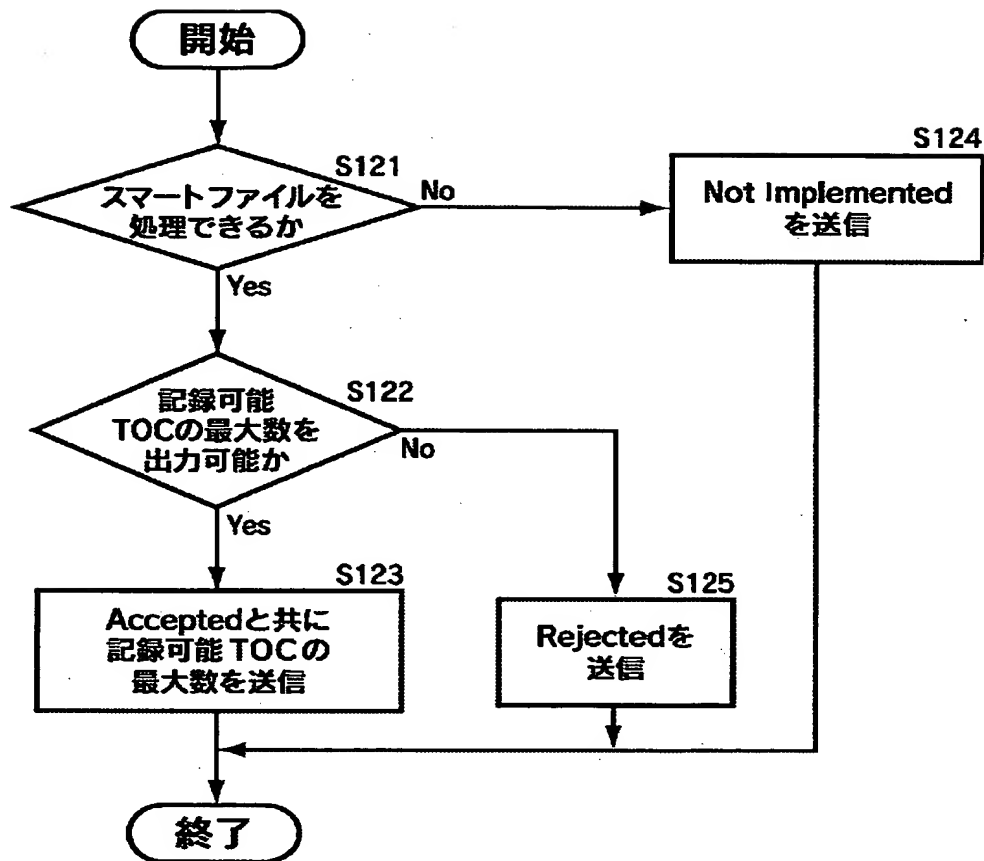 開始
S121
スマートファイルを
処理できるか
No
Yes
S124
Not Implemented
を送信
S122
記録可能
TOCの最大数を
出力可能か
No
Yes
S123
Acceptedと共に
記録可能TOCの
最大数を送信
S125
Rejectedを
送信
終了